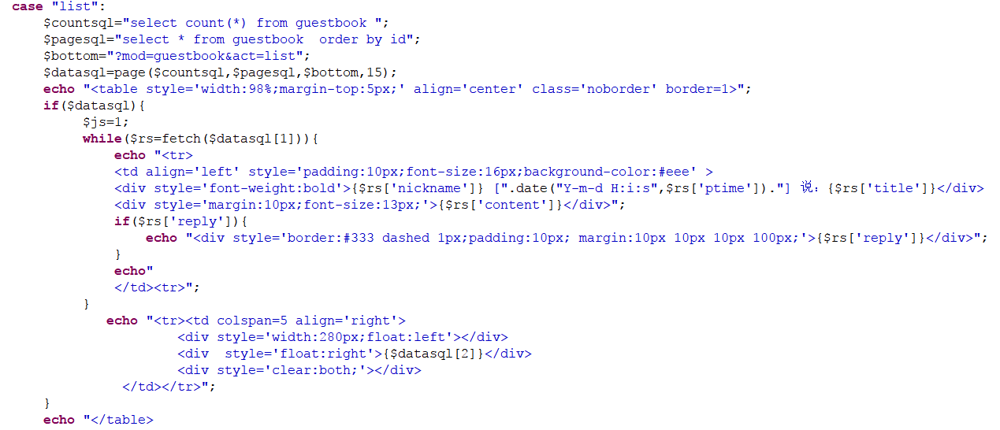 case "list":
$countsql="select count(*) from guestbook ";
$pagesql="select * from guestbook  order by id";
$bottom="?mod=guestbook&act=list";
$datasql=page($countsql,$pagesql,$bottom,15);
echo "<table style='width:98%;margin-top:5px;' align='center' class='noborder' border=1>";
if($datasql){
$js=1;
while($rs=fetch($datasql[1])){
echo "<tr>
<td align='left' style='padding:10px;font-size:16px;background-color:#eee' >
<div style='font-weight:bold'>{$rs['nickname']} [".date("Y-m-d H:i:s",$rs['ptime'])."] 说：{$rs['title']}</div>
<div style='margin:10px;font-size:13px;'>{$rs['content']}</div>";
if($rs['reply']){
echo "<div style='border:#333 dashed 1px;padding:10px; margin:10px 10px 10px 100px;'>{$rs['reply']}</div>";
}
echo"
</td><tr>";
}
echo "<tr><td colspan=5 align='right'>
<div style='width:280px;float:left'></div>
<div  style='float:right'>{$datasql[2]}</div>
<div style='clear:both;'></div>
</td></tr>";
}
echo "</table>